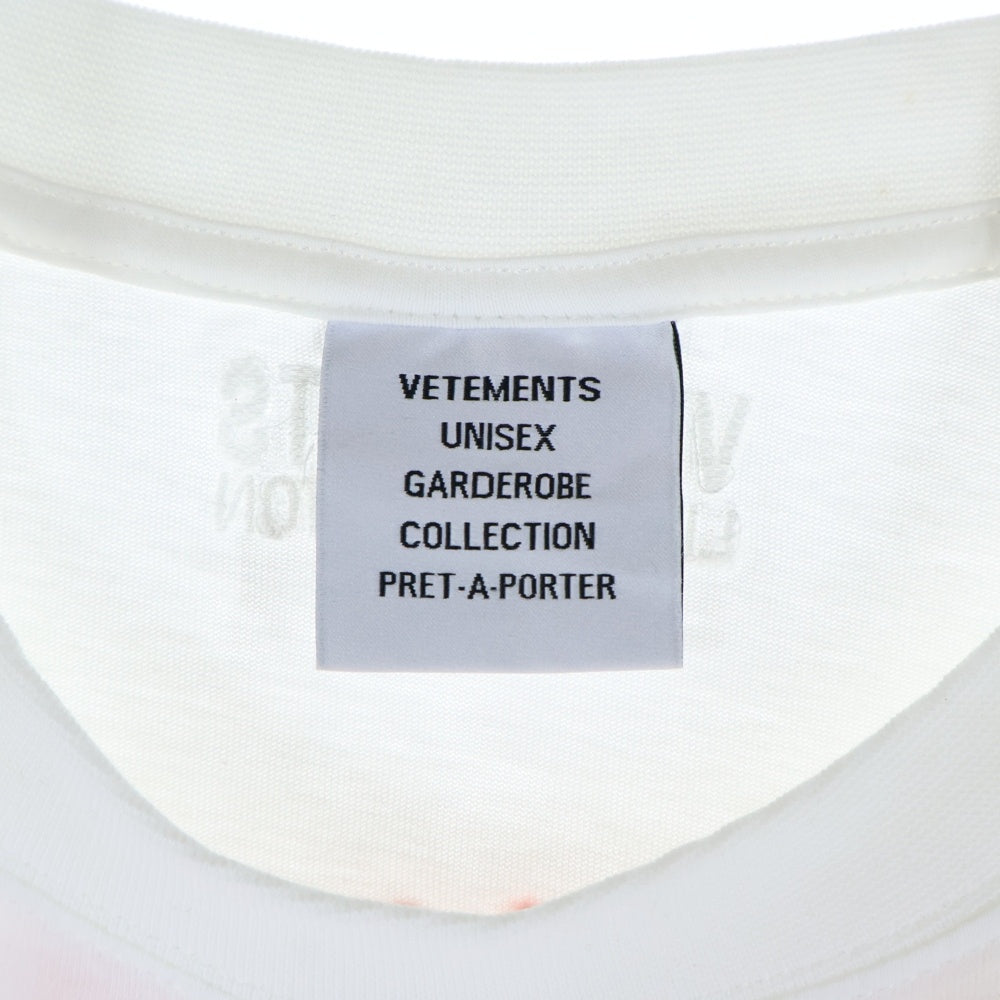 VETEMENTS
UNISEX
GARDEROBE
COLLECTION
PRET-A-PORTER